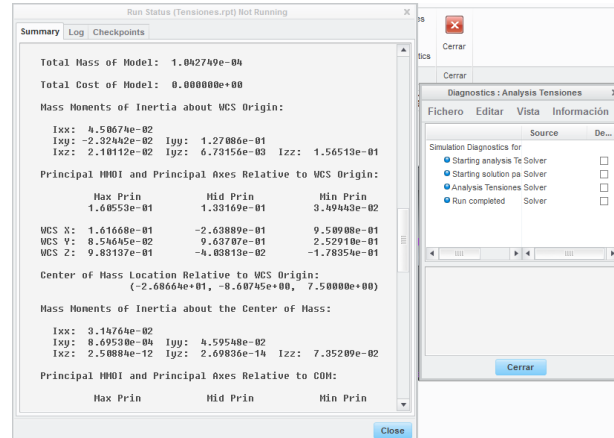 Run Status (Tensiones.rpt) Not Running
Summary Log Checkpoints
Total Mass of Model: 1.042749e-04
Total Cost of Model: 0.000000e+00
Mass Moments of Inertia about WCS Origin:
Ixx: 4.50674e-02
Ixy: -2.32442e-02 Iyy: 1.27086e-01
Ixz: 2.10112e-02 Iyz: 6.73156e-03 Izz: 1.56513e-01
Principal MMOI and Principal Axes Relative to WCS Origin:
Max Prin Mid Prin Min Prin
1.60553e-01 1.33169e-01 3.49443e-02
WCS X: 1.61668e-01 -2.63889e-01 9.50908e-01
WCS Y: 8.54645e-02 9.63707e-01 2.52910e-01
WCS Z: 9.83137e-01 -4.03813e-02 -1.78354e-01
Center of Mass Location Relative to WCS Origin:
(-2.68664e+01, -8.60745e+00, 7.50000e+00)
Mass Moments of Inertia about the Center of Mass:
Ixx: 3.14764e-02
Ixy: 8.69530e-04 Iyy: 4.59548e-02
Ixz: 2.50884e-12 Iyz: 2.69836e-14 Izz: 7.35209e-02
Principal MMOI and Principal Axes Relative to COM:
Max Prin Mid Prin Min Prin
Close
Cerrar
tics
Cerrar
Diagnostics : Analysis Tensiones
Fichero Editar Vista Información
Source De...
Simulation Diagnostics for
Starting analysis Te Solver
Starting solution pa Solver
Analysis Tensiones Solver
Run completed Solver
Cerrar